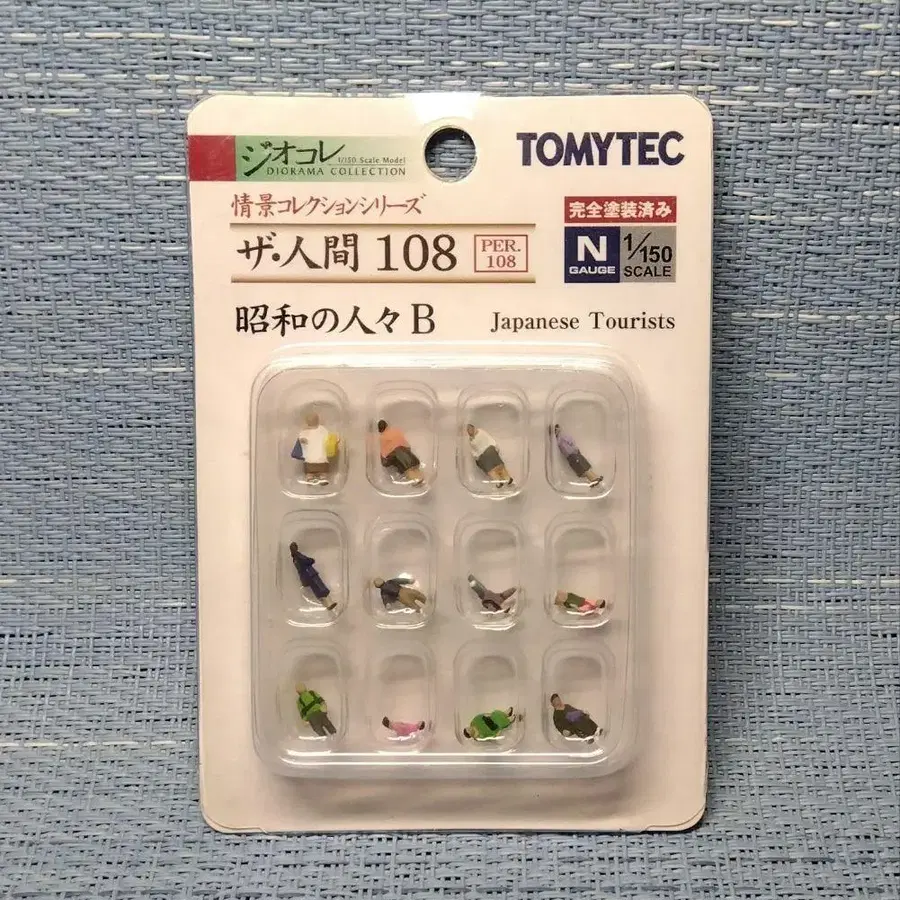 ジオコレ 1/150 Scale Model
DIORAMA COLLECTION
TOMYTEC
情景コレクションシリーズ
完全塗装済み
ザ・人間 108
PER.
108
N
GAUGE
1/150
SCALE
昭和の人々 B
Japanese Tourists